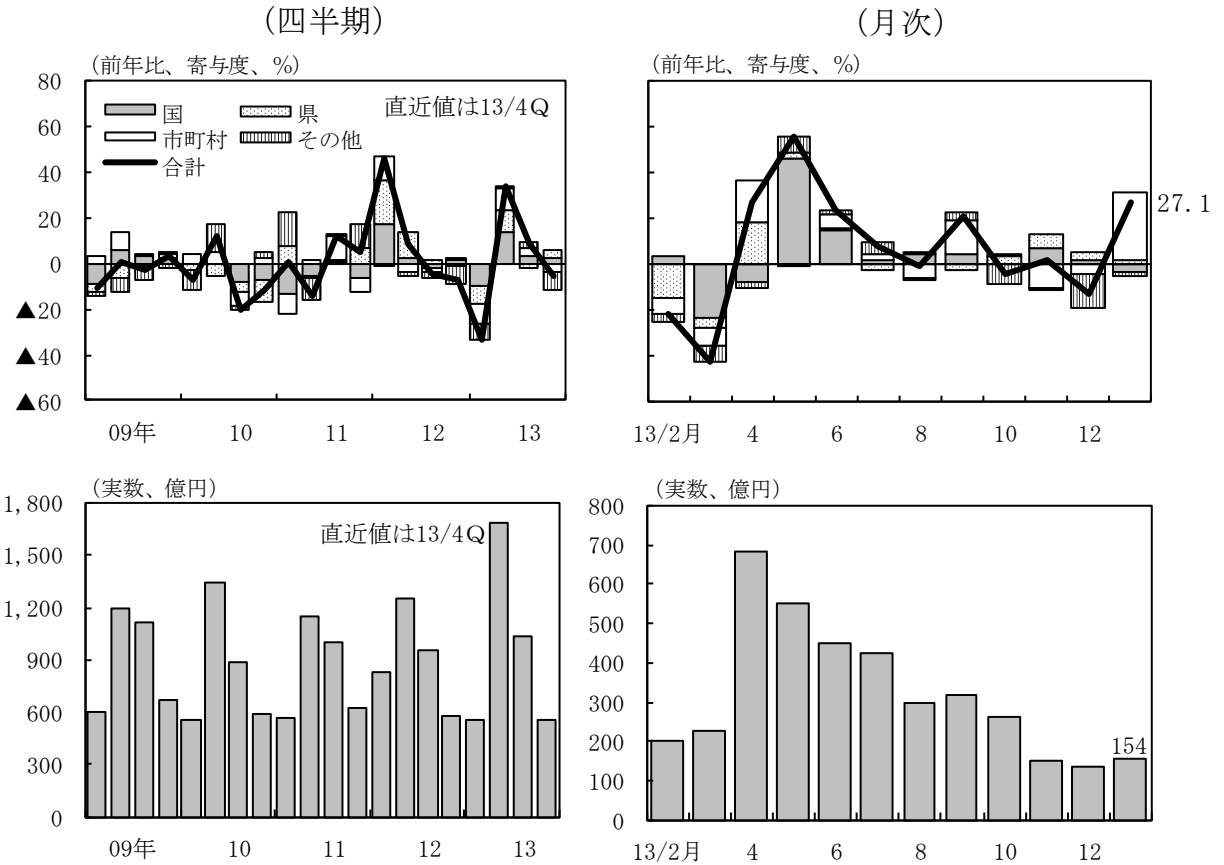 (四半期)
(月次)
(前年比、寄与度、%)
80
60
40
20
0
▲20
▲40
▲60
国
県
市町村
その他
合計
直近値は13/4Q
09年 10 11 12 13
(前年比、寄与度、%)
80
60
40
20
0
27.1
13/2月 4 6 8 10 12
(実数、億円)
1,800
1,500
1,200
900
600
300
0
直近値は13/4Q
09年 10 11 12 13
(実数、億円)
800
700
600
500
400
300
200
100
0
154
13/2月 4 6 8 10 12